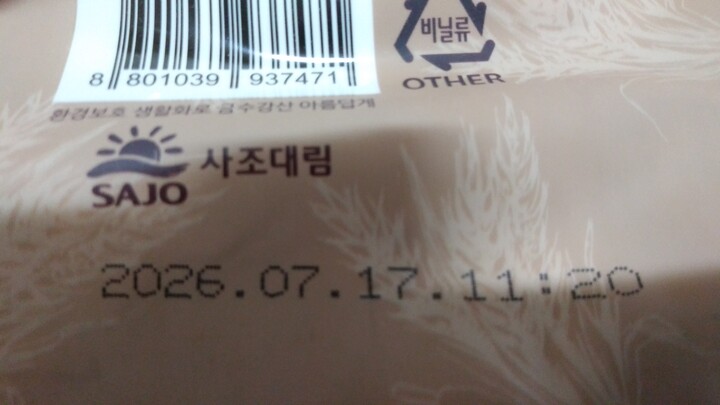 8 801039 937471
비닐류
OTHER
환경보호 생활화로 금수강산 아름답게
사조대림
SAJO
2026.07.17.11:20